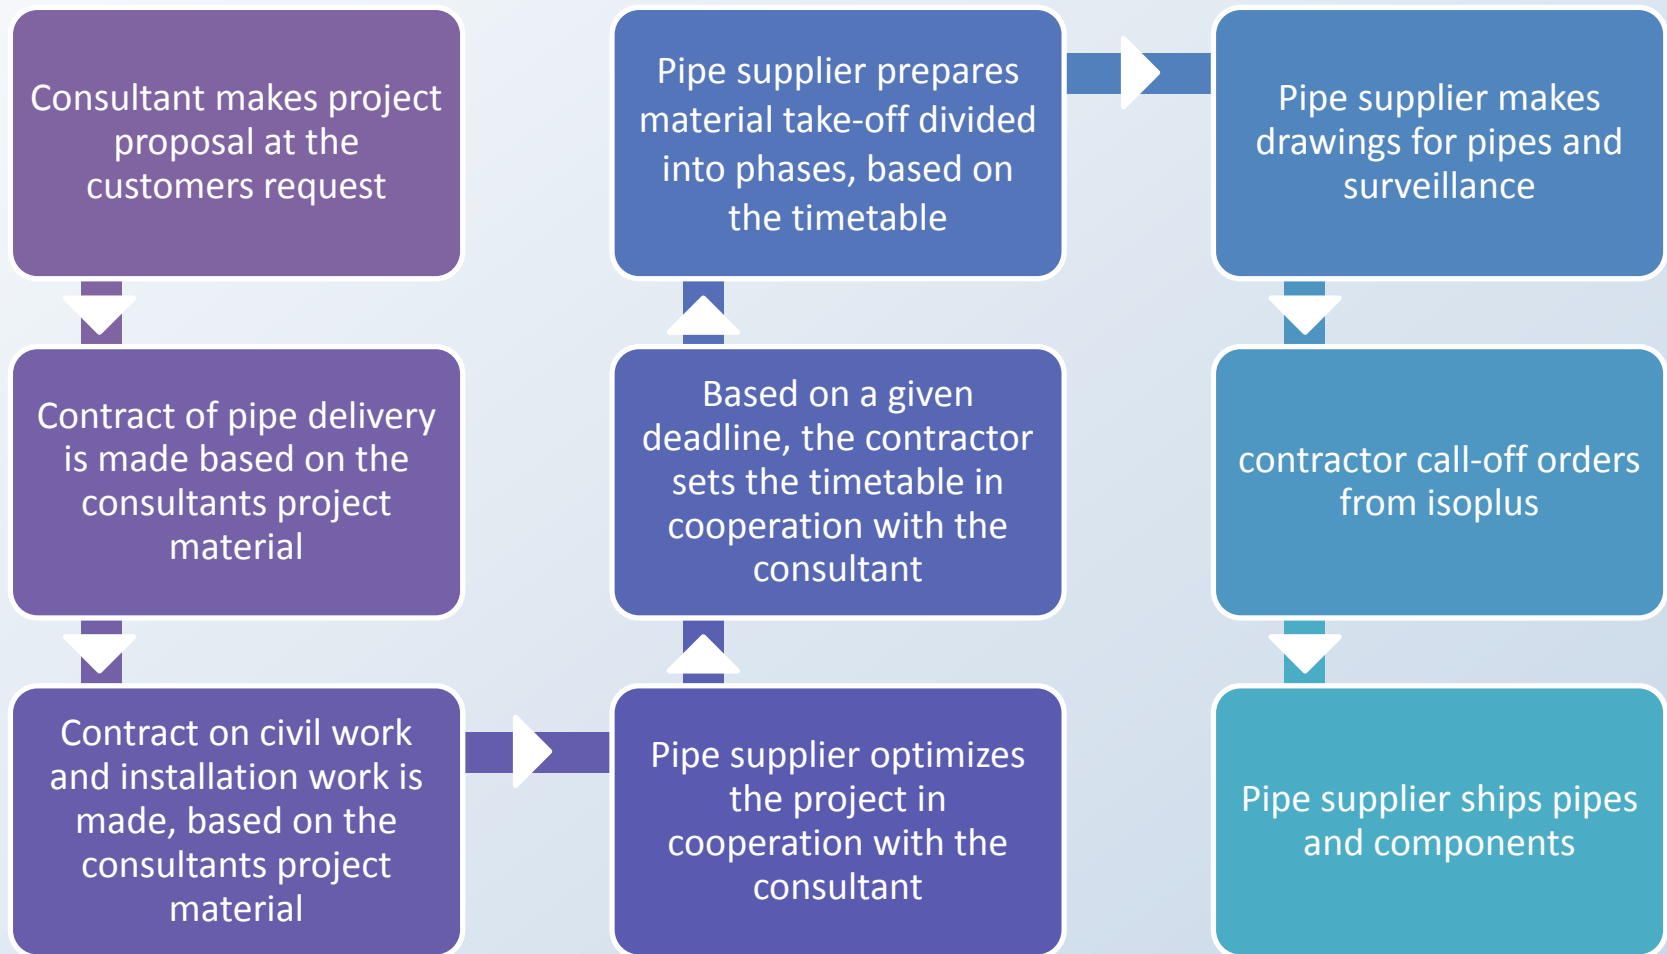 Consultant makes project
proposal at the
customers request
Contract of pipe delivery
is made based on the
consultants project
material
Contract on civil work
and installation work is
made, based on the
consultants project
material
Pipe supplier optimizes
the project in
cooperation with the
consultant
Based on a given
deadline, the contractor
sets the timetable in
cooperation with the
consultant
Pipe supplier prepares
material take-off divided
into phases, based on
the timetable
Pipe supplier makes
drawings for pipes and
surveillance
contractor call-off orders
from isoplus
Pipe supplier ships pipes
and components